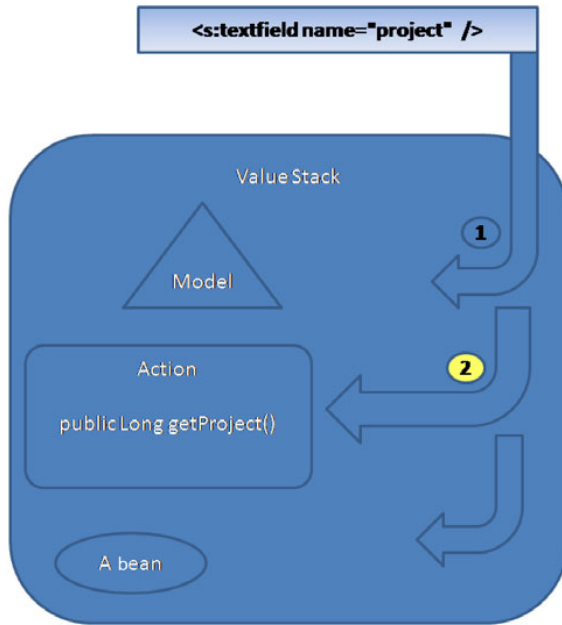 <s:textfield name="project" />
Value Stack
1
Model
2
Action
public Long getProject()
A bean